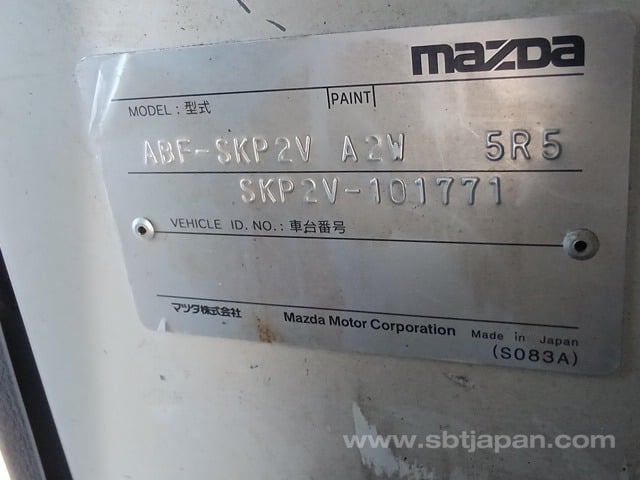 mazda
MODEL : 型式 PAINT
ABF-SKP2V A2W 5R5
SKP2V-101771
VEHICLE ID. NO. : 車台番号
マツダ株式会社 Mazda Motor Corporation Made in Japan
(S083A)
www.sbtjapan.com